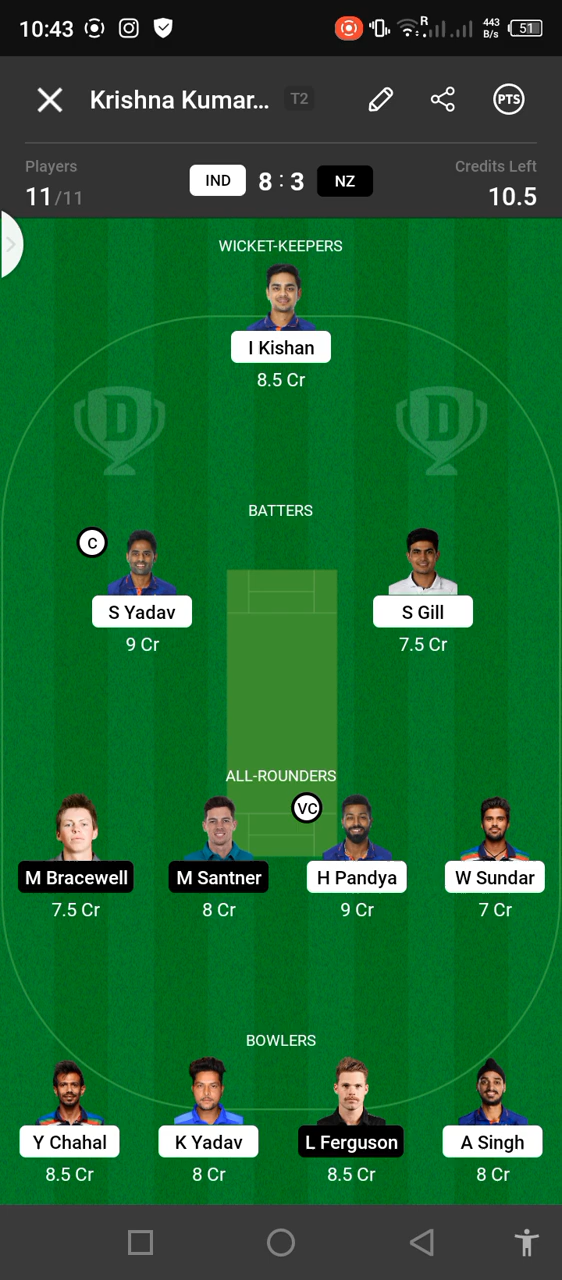 10:43
R
443
B/s
51
Krishna Kumar...
T2
PTS
Players
Credits Left
11/11
IND 8 : 3 NZ
10.5
WICKET-KEEPERS
I Kishan
8.5 Cr
D
D
BATTERS
C
S Yadav
S Gill
9 Cr
7.5 Cr
ALL-ROUNDERS
VC
M Bracewell
M Santner
H Pandya
W Sundar
7.5 Cr
8 Cr
9 Cr
7 Cr
BOWLERS
Y Chahal
K Yadav
L Ferguson
A Singh
8.5 Cr
8 Cr
8.5 Cr
8 Cr